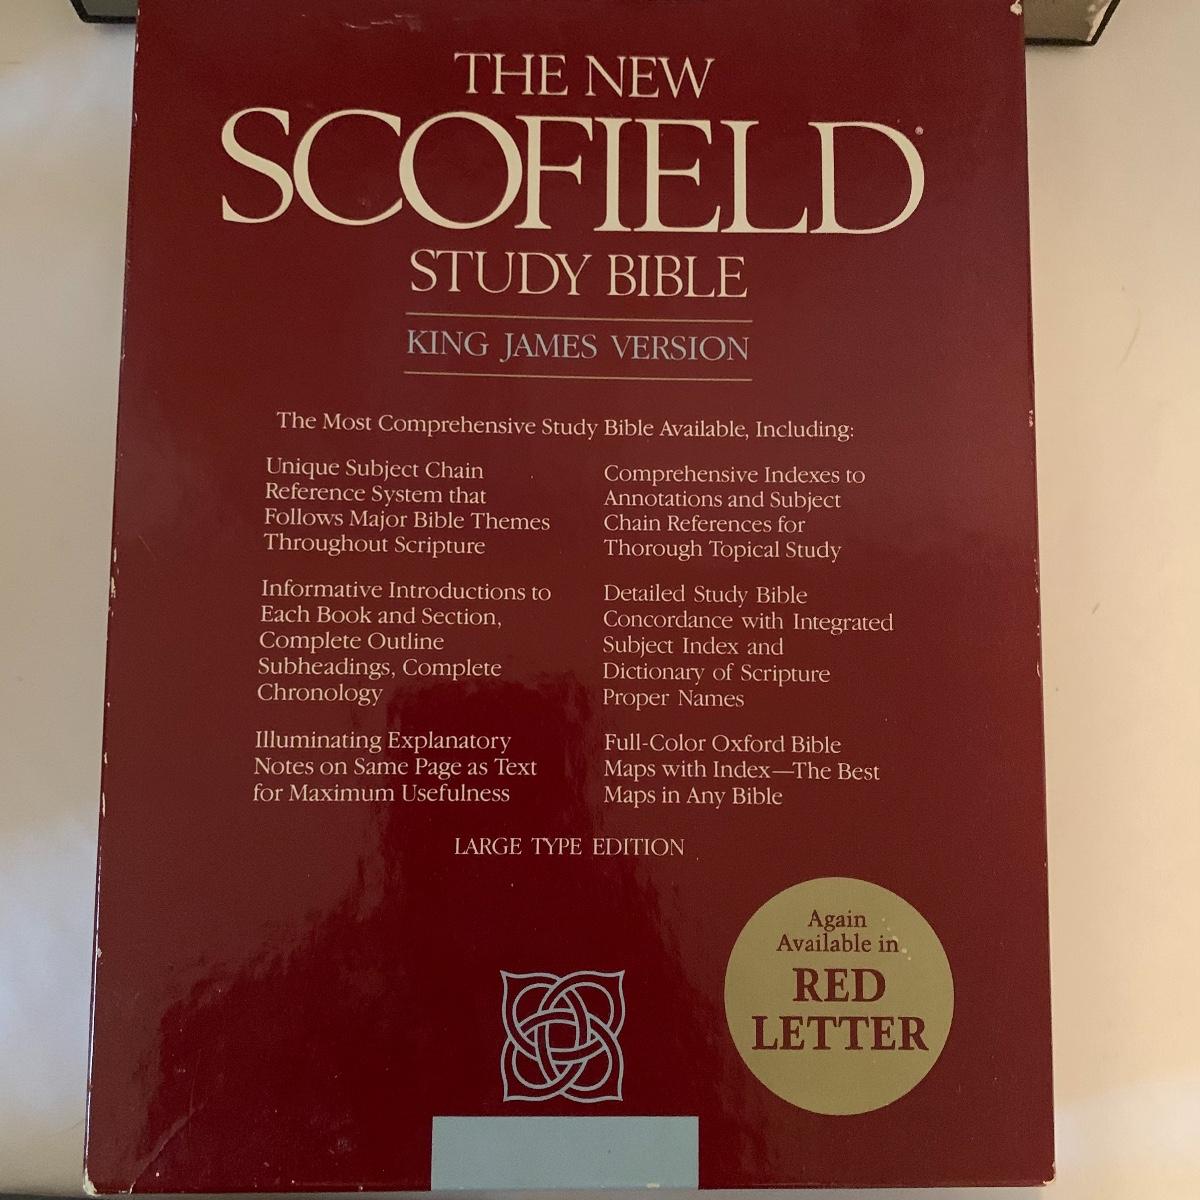 THE NEW
SCOFIELD®
STUDY BIBLE
KING JAMES VERSION
The Most Comprehensive Study Bible Available, Including:
Unique Subject Chain
Reference System that
Follows Major Bible Themes
Throughout Scripture
Informative Introductions to
Each Book and Section,
Complete Outline
Subheadings, Complete
Chronology
Illuminating Explanatory
Notes on Same Page as Text
for Maximum Usefulness
Comprehensive Indexes to
Annotations and Subject
Chain References for
Thorough Topical Study
Detailed Study Bible
Concordance with Integrated
Subject Index and
Dictionary of Scripture
Proper Names
Full-Color Oxford Bible
Maps with Index—The Best
Maps in Any Bible
LARGE TYPE EDITION
Again
Available in
RED
LETTER